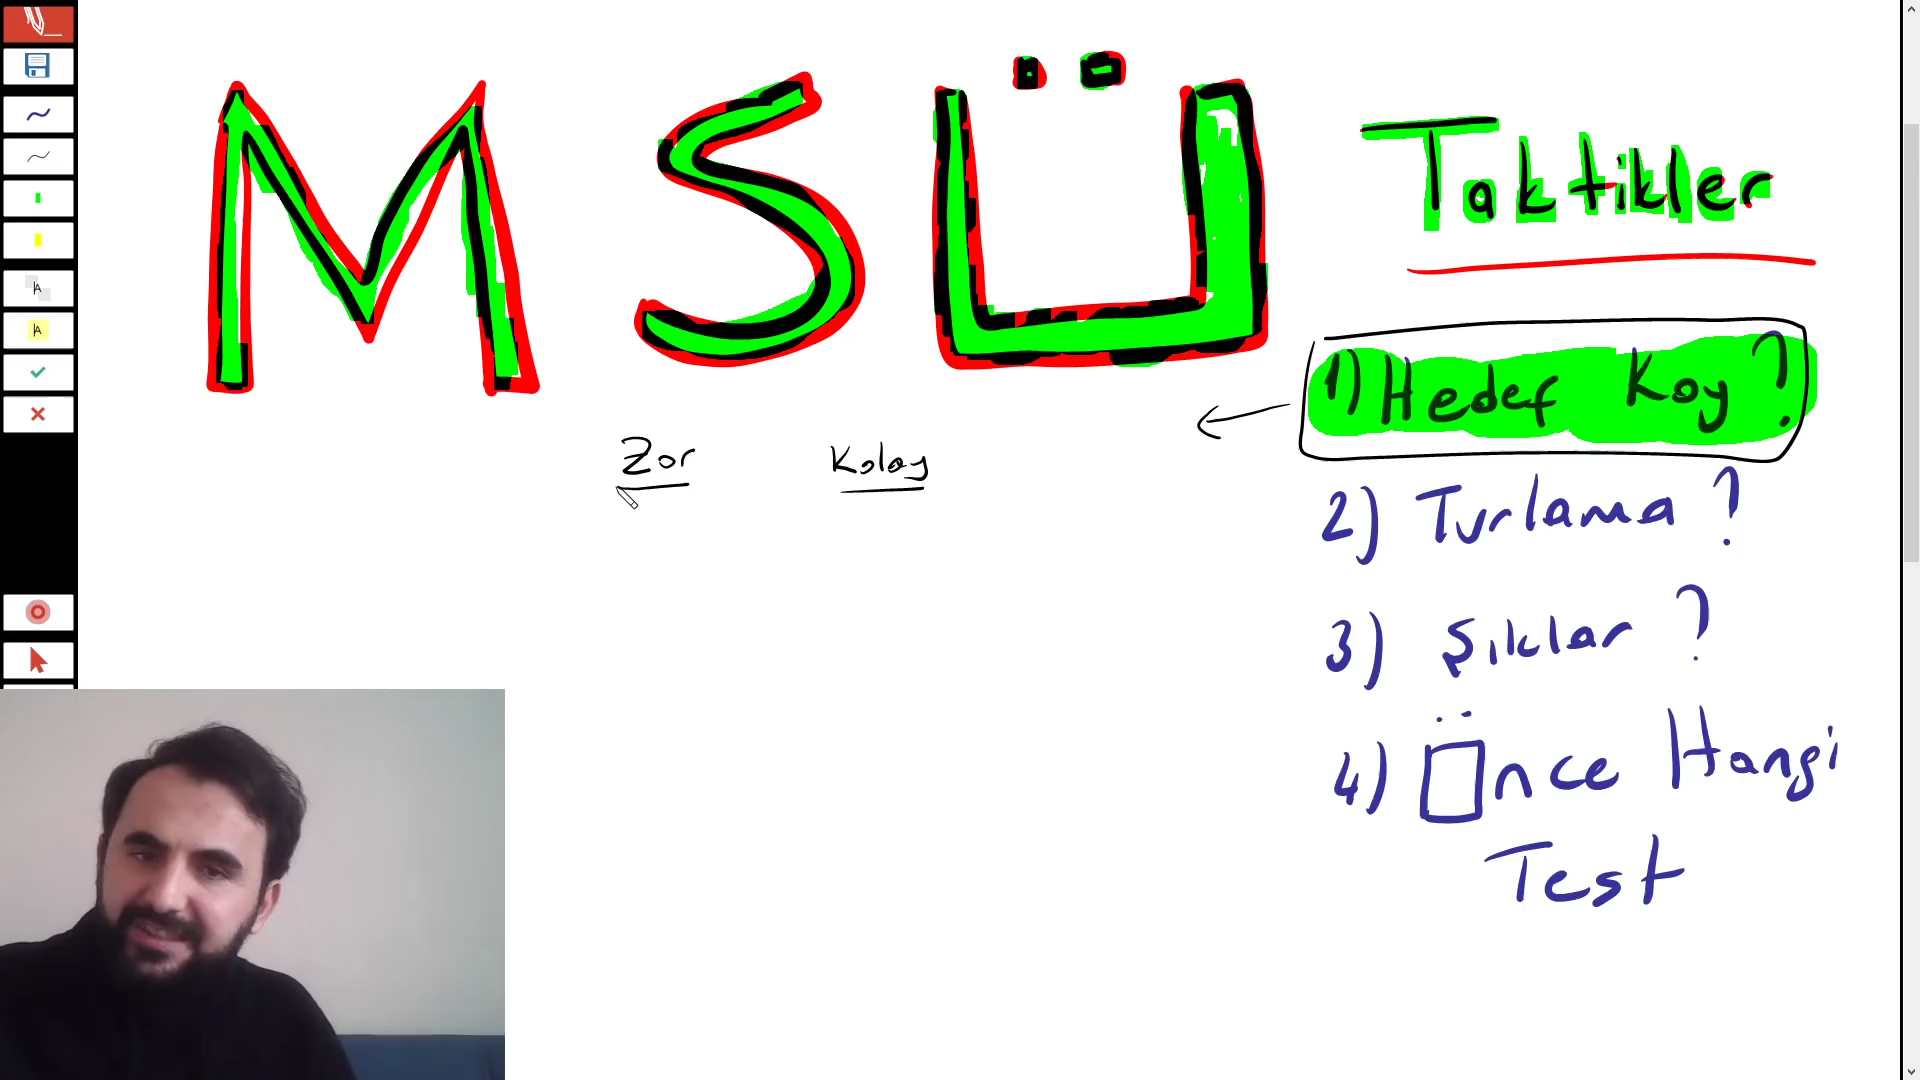 MSÜ
Taktikler
1) Hedef Koy ?
Zor Kolay
2) Turlama ?
3) Şıklar ?
4) Önce Hangi
Test